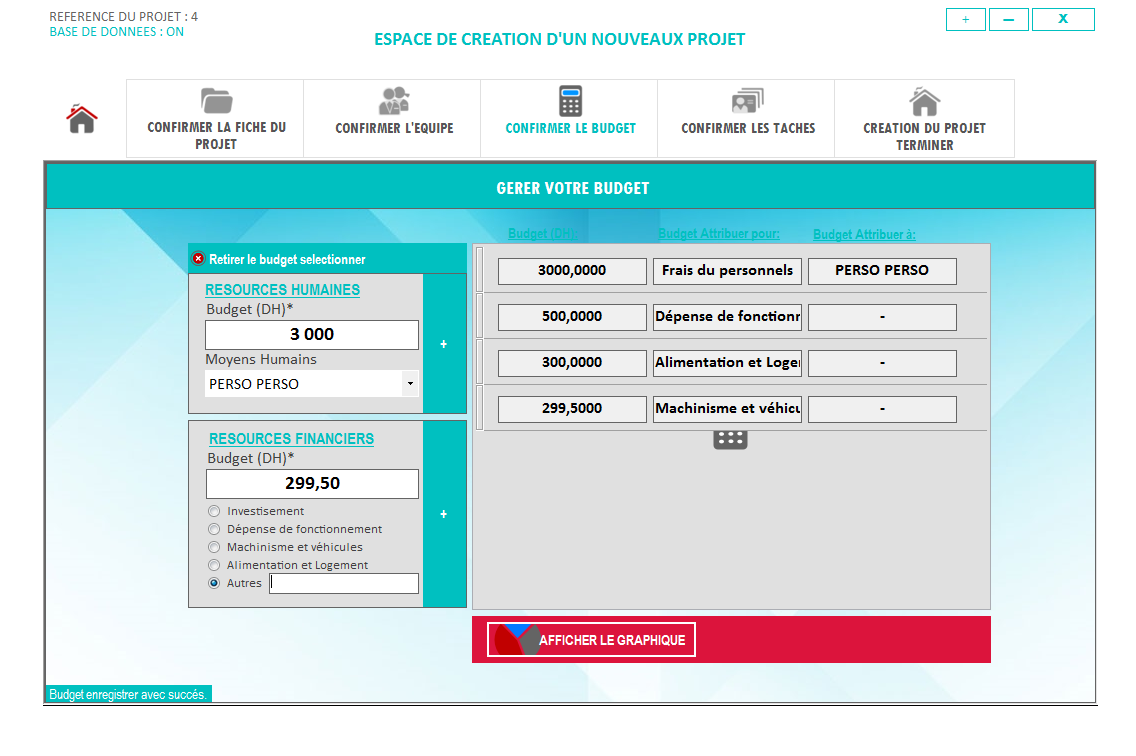 REFERENCE DU PROJET : 4
BASE DE DONNEES : ON
ESPACE DE CREATION D'UN NOUVEAUX PROJET
+
–
X
CONFIRMER LA FICHE DU
PROJET
CONFIRMER L'EQUIPE
CONFIRMER LE BUDGET
CONFIRMER LES TACHES
CREATION DU PROJET
TERMINER
GERER VOTRE BUDGET
Retirer le budget selectionner
RESOURCES HUMAINES
Budget (DH)*
3 000
Moyens Humains
PERSO PERSO
+
RESOURCES FINANCIERS
Budget (DH)*
299,50
Investisement
Dépense de fonctionnement
Machinisme et véhicules
Alimentation et Logement
Autres
+
Budget (DH): Budget Attribuer pour: Budget Attribuer à:
3000,0000 Frais du personnels PERSO PERSO
500,0000 Dépense de fonctionr -
300,0000 Alimentation et Loger -
299,5000 Machinisme et véhicu -
AFFICHER LE GRAPHIQUE
Budget enregistrer avec succés.